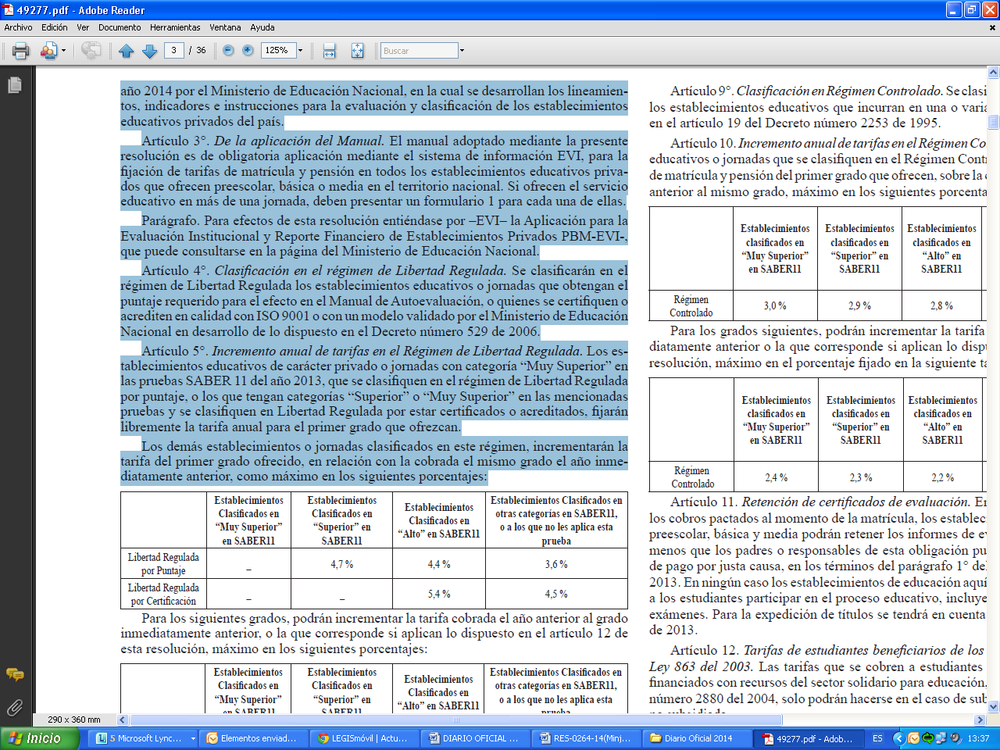 49277.pdf - Adobe Reader
Archivo Edición Ver Documento Herramientas Ventana Ayuda
3 / 36 125% Buscar
año 2014 por el Ministerio de Educación Nacional, en la cual se desarrollan los lineamien-
tos, indicadores e instrucciones para la evaluación y clasificación de los establecimientos
educativos privados del país.
Artículo 3°. De la aplicación del Manual. El manual adoptado mediante la presente
resolución es de obligatoria aplicación mediante el sistema de información EVI, para la
fijación de tarifas de matrícula y pensión en todos los establecimientos educativos priva-
dos que ofrecen preescolar, básica o media en el territorio nacional. Si ofrecen el servicio
educativo en más de una jornada, deben presentar un formulario 1 para cada una de ellas.
Parágrafo. Para efectos de esta resolución entiéndase por –EVI– la Aplicación para la
Evaluación Institucional y Reporte Financiero de Establecimientos Privados PBM-EVI-,
que puede consultarse en la página del Ministerio de Educación Nacional.
Artículo 4°. Clasificación en el régimen de Libertad Regulada. Se clasificarán en el
régimen de Libertad Regulada los establecimientos educativos o jornadas que obtengan el
puntaje requerido para el efecto en el Manual de Autoevaluación, o quienes se certifiquen o
acrediten en calidad con ISO 9001 o con un modelo validado por el Ministerio de Educación
Nacional en desarrollo de lo dispuesto en el Decreto número 529 de 2006.
Artículo 5°. Incremento anual de tarifas en el Régimen de Libertad Regulada. Los es-
tablecimientos educativos de carácter privado o jornadas con categoría “Muy Superior” en
las pruebas SABER 11 del año 2013, que se clasifiquen en el régimen de Libertad Regulada
por puntaje, o los que tengan categorías “Superior” o “Muy Superior” en las mencionadas
pruebas y se clasifiquen en Libertad Regulada por estar certificados o acreditados, fijarán
libremente la tarifa anual para el primer grado que ofrezcan.
Los demás establecimientos o jornadas clasificados en este régimen, incrementarán la
tarifa del primer grado ofrecido, en relación con la cobrada el mismo grado el año inme-
diatamente anterior, como máximo en los siguientes porcentajes:
Establecimientos Clasificados en “Muy Superior” en SABER11
Establecimientos Clasificados en “Superior” en SABER11
Establecimientos Clasificados en “Alto” en SABER11
Establecimientos Clasificados en otras categorías en SABER11, o a los que no les aplica esta prueba
Libertad Regulada por Puntaje – 4,7 % 4,4 % 3,6 %
Libertad Regulada por Certificación – – 5,4 % 4,5 %
Para los siguientes grados, podrán incrementar la tarifa cobrada el año anterior al grado
inmediatamente anterior, o la que corresponde si aplican lo dispuesto en el artículo 12 de
esta resolución, máximo en los siguientes porcentajes:
Establecimientos Clasificados en “Muy Superior” en SABER11
Establecimientos Clasificados en “Superior” en
Establecimientos Clasificados en “Alto” en SABER11
Establecimientos Clasificados en otras categorías en SABER11, o a los que no les aplica esta prueba
Artículo 9°. Clasificación en Régimen Controlado. Se clasi
los establecimientos educativos que incurran en una o varia
en el artículo 19 del Decreto número 2253 de 1995.
Artículo 10. Incremento anual de tarifas en el Régimen Co
educativos o jornadas que se clasifiquen en el Régimen Contr
de matrícula y pensión del primer grado que ofrecen, sobre la c
anterior al mismo grado, máximo en los siguientes porcenta
Establecimientos clasificados en “Muy Superior” en SABER11
Establecimientos clasificados en “Superior” en SABER11
Establecimientos clasificados en “Alto” en SABER11
Régimen Controlado 3,0 % 2,9 % 2,8 %
Para los grados siguientes, podrán incrementar la tarifa
diatamente anterior o la que corresponde si aplican lo disp
resolución, máximo en el porcentaje fijado en la siguiente ta
Establecimientos clasificados en “Muy Superior” en SABER11
Establecimientos clasificados en “Superior” en SABER11
Establecimientos clasificados en “Alto” en SABER11
Régimen Controlado 2,4 % 2,3 % 2,2 %
Artículo 11. Retención de certificados de evaluación. En
los cobros pactados al momento de la matrícula, los establec
preescolar, básica y media podrán retener los informes de ev
menos que los padres o responsables de esta obligación pu
de pago por justa causa, en los términos del parágrafo 1° de
2013. En ningún caso los establecimientos de educación aquí
a los estudiantes participar en el proceso educativo, incluye
exámenes. Para la expedición de títulos se tendrá en cuenta
de 2013.
Artículo 12. Tarifas de estudiantes beneficiarios de los
Ley 863 del 2003. Las tarifas que se cobren a estudiantes
financiados con recursos del sector solidario para educación,
número 2880 del 2004, solo podrán hacerse en el caso de sub
no subsidiada
290 x 360 mm
Inicio 5 Microsoft Lync... Elementos enviad... LEGISmóvil | Actu... DIARIO OFICIAL ... RES-0264-14(Minj... Diario Oficial 2014 49277.pdf - Adob... ES 13:37